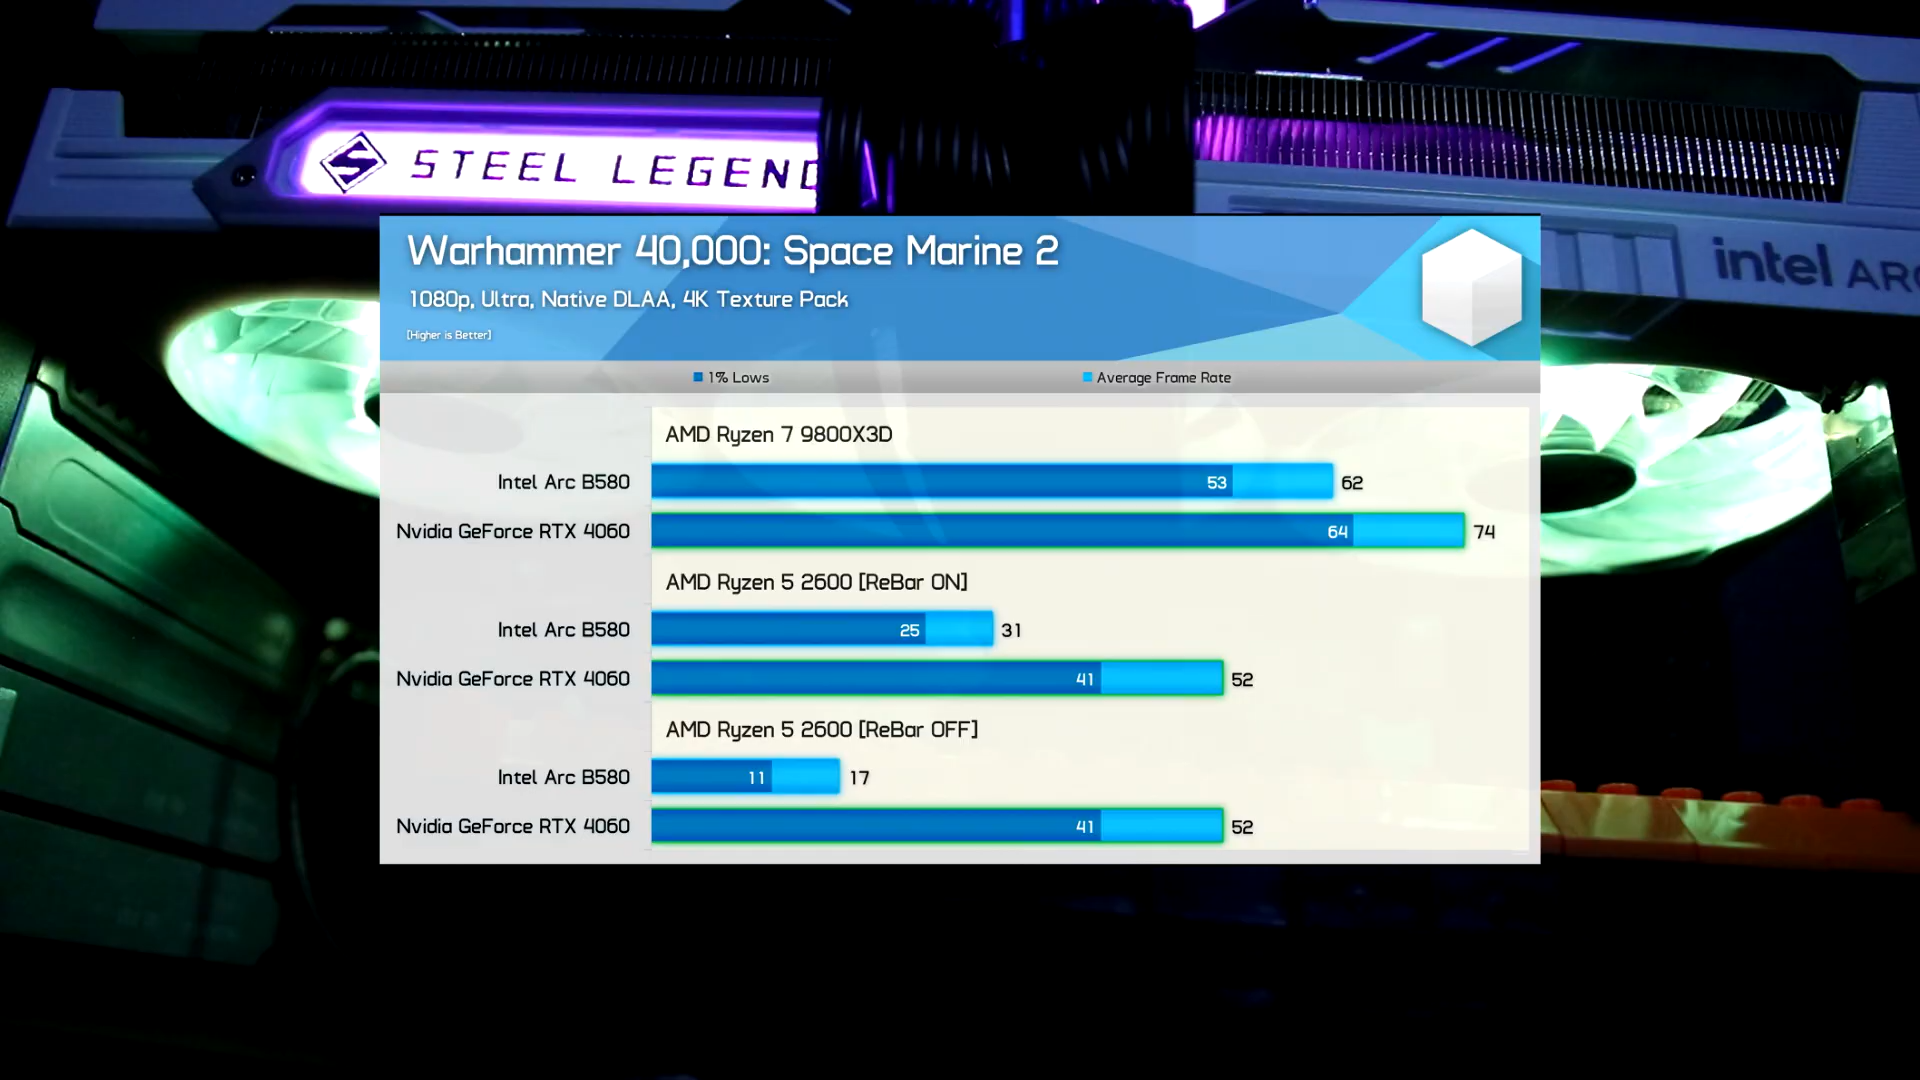 STEEL LEGEND
intel ARC
Warhammer 40,000: Space Marine 2
1080p, Ultra, Native DLAA, 4K Texture Pack
[Higher is Better]
1% Lows Average Frame Rate
AMD Ryzen 7 9800X3D
Intel Arc B580 53 62
Nvidia GeForce RTX 4060 64 74
AMD Ryzen 5 2600 [ReBar ON]
Intel Arc B580 25 31
Nvidia GeForce RTX 4060 41 52
AMD Ryzen 5 2600 [ReBar OFF]
Intel Arc B580 11 17
Nvidia GeForce RTX 4060 41 52